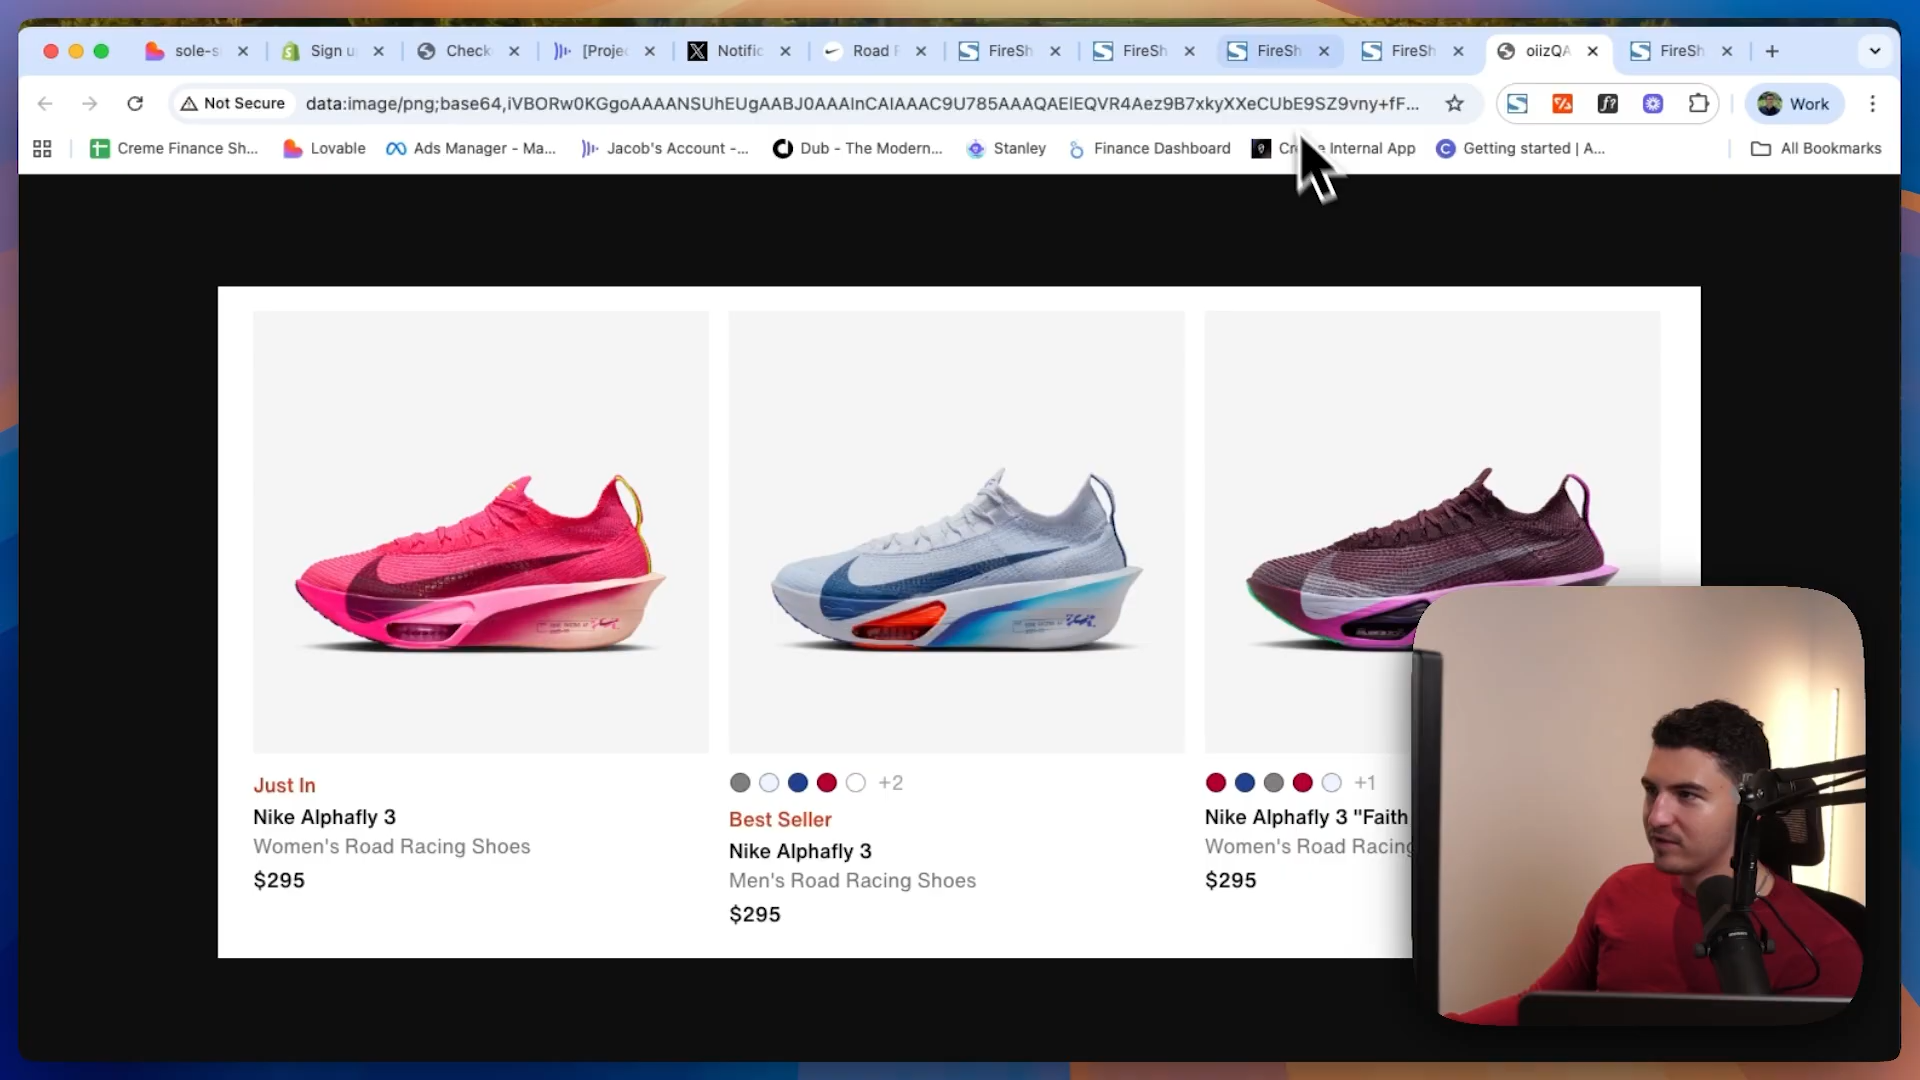 sole-s
Sign u
Check
[Projec
Notific
Road F
FireSh
FireSh
FireSh
FireSh
oiizQA
FireSh
Not Secure
data:image/png;base64,iVBORw0KGgoAAAANSUhEUgAABJ0AAAInCAIAAAC9U785AAAQAElEQVR4Aez9B7xkyXXeCUbE9SZ9vny+fF...
Work
Creme Finance Sh...
Lovable
Ads Manager - Ma...
Jacob's Account -...
Dub - The Modern...
Stanley
Finance Dashboard
Internal App
Getting started | A...
All Bookmarks
Just In
Nike Alphafly 3
Women's Road Racing Shoes
$295
+2
Best Seller
Nike Alphafly 3
Men's Road Racing Shoes
$295
+1
Nike Alphafly 3 "Faith
Women's Road Racing
$295